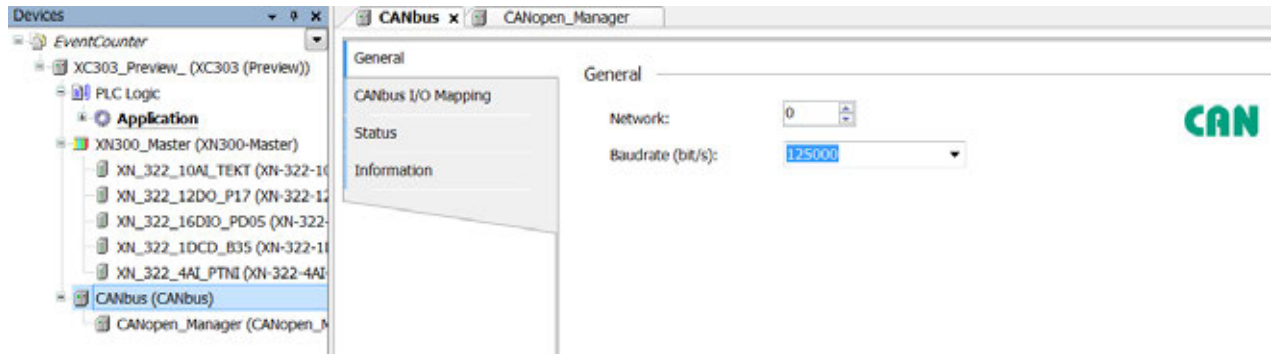 Devices
EventCounter
XC303_Preview_ (XC303 (Preview))
PLC Logic
Application
XN300_Master (XN300-Master)
XN_322_10AI_TEKT (XN-322-10
XN_322_12DO_P17 (XN-322-12
XN_322_16DIO_PD05 (XN-322-
XN_322_1DCD_B35 (XN-322-1
XN_322_4AI_PTNI (XN-322-4AI-
CANbus (CANbus)
CANopen_Manager (CANopen_M
CANbus x CANopen_Manager
General
CANbus I/O Mapping
Status
Information
General
Network: 0
Baudrate (bit/s): 125000
CAN